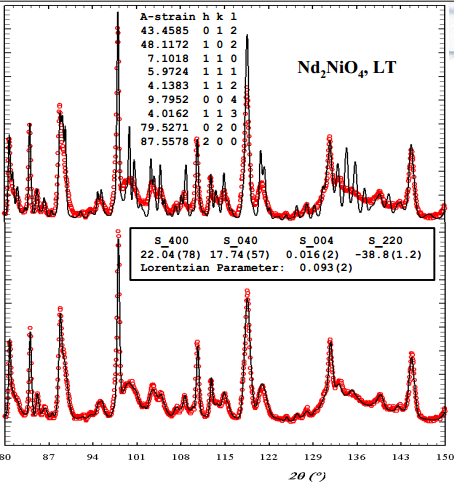 A-strain h k l
43.4585 0 1 2
48.1172 1 0 2
7.1018 1 1 0
5.9724 1 1 1
4.1383 1 1 2
9.7952 0 0 4
4.0162 1 1 3
79.5271 0 2 0
87.5578 2 0 0
Nd₂NiO₄, LT
S_400 S_040 S_004 S_220
22.04(78) 17.74(57) 0.016(2) -38.8(1.2)
Lorentzian Parameter: 0.093(2)
80 87 94 101 108 115 122 129 136 143 150
2θ (°)